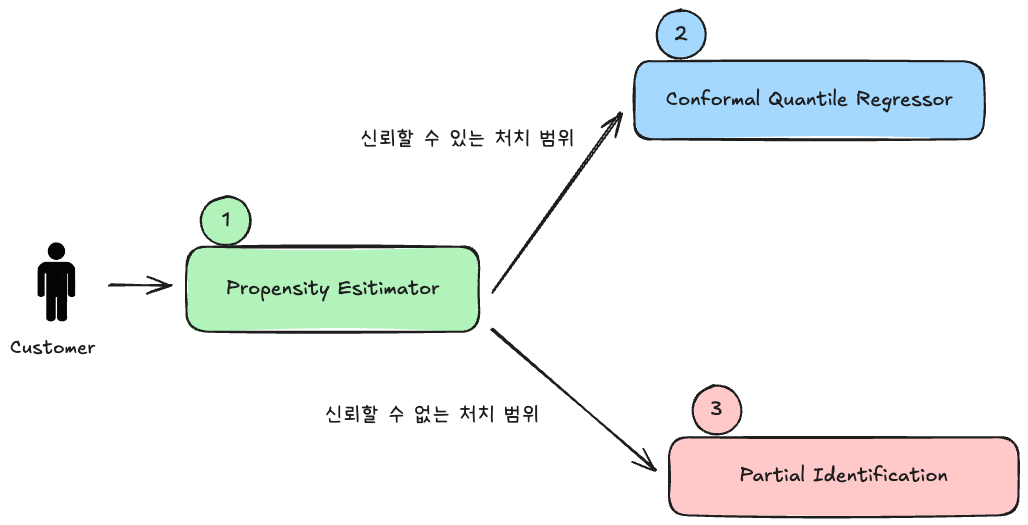 2
Conformal Quantile Regressor
신뢰할 수 있는 처치 범위
1
Propensity Esitimator
Customer
신뢰할 수 없는 처치 범위
3
Partial Identification